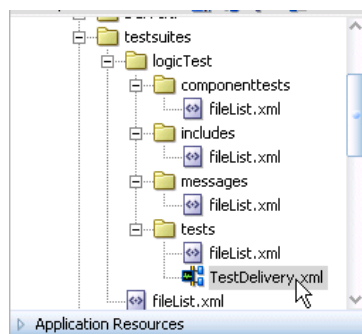 testsuites
logicTest
componenttests
fileList.xml
includes
fileList.xml
messages
fileList.xml
tests
fileList.xml
TestDelivery.xml
fileList.xml
Application Resources